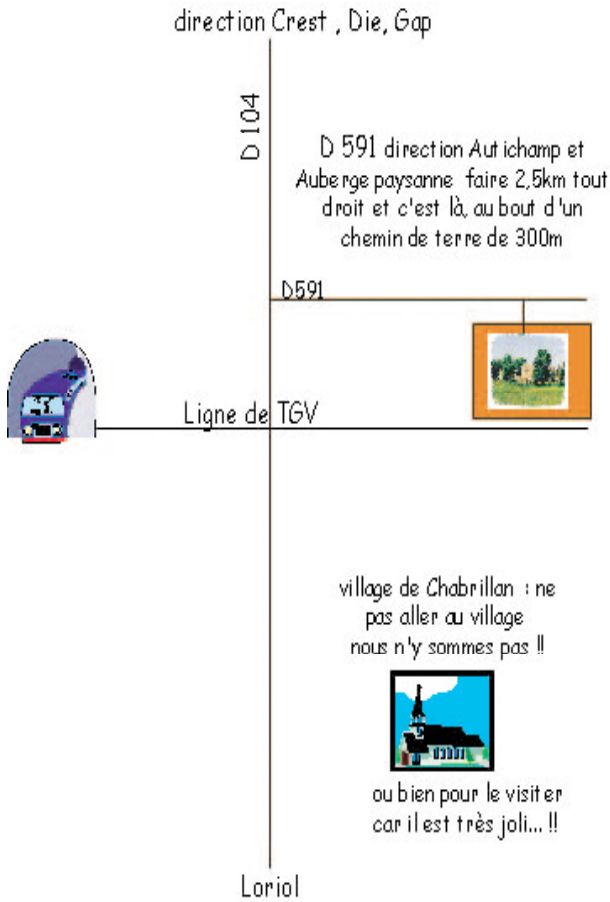 direction Crest , Die, Gap
D 104
D 591 direction Autichamp et
Auberge paysanne faire 2,5km tout
droit et c'est là, au bout d'un
chemin de terre de 300m
D591
Ligne de TGV
village de Chabrillan : ne
pas aller au village
nous n'y sommes pas !!
ou bien pour le visiter
car il est très joli... !!
Loriol